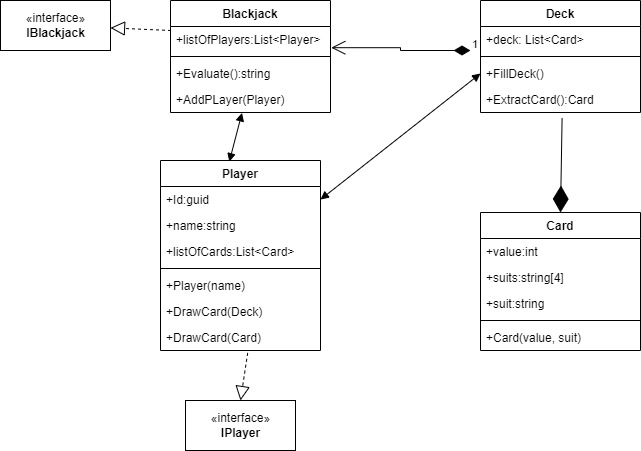 «interface»
IBlackjack
Blackjack
+listOfPlayers:List<Player>
+Evaluate():string
+AddPLayer(Player)
1
Deck
+deck: List<Card>
+FillDeck()
+ExtractCard():Card
Player
+Id:guid
+name:string
+listOfCards:List<Card>
+Player(name)
+DrawCard(Deck)
+DrawCard(Card)
Card
+value:int
+suits:string[4]
+suit:string
+Card(value, suit)
«interface»
IPlayer